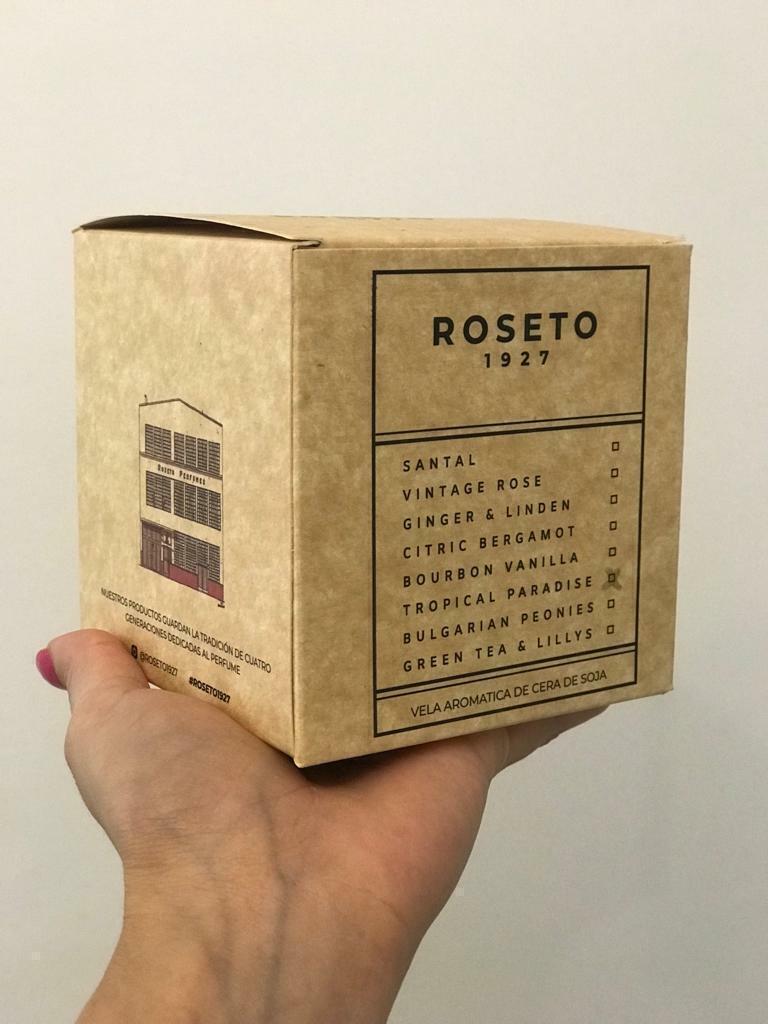 ROSETO
1927
SANTAL
VINTAGE ROSE
GINGER & LINDEN
CITRIC BERGAMOT
BOURBON VANILLA
TROPICAL PARADISE
BULGARIAN PEONIES
GREEN TEA & LILLYS
VELA AROMATICA DE CERA DE SOJA
ROSETO PERFUMES
NUESTROS PRODUCTOS GUARDAN LA TRADICIÓN DE CUATRO
GENERACIONES DEDICADAS AL PERFUME
@ROSETO1927 #ROSETO1927